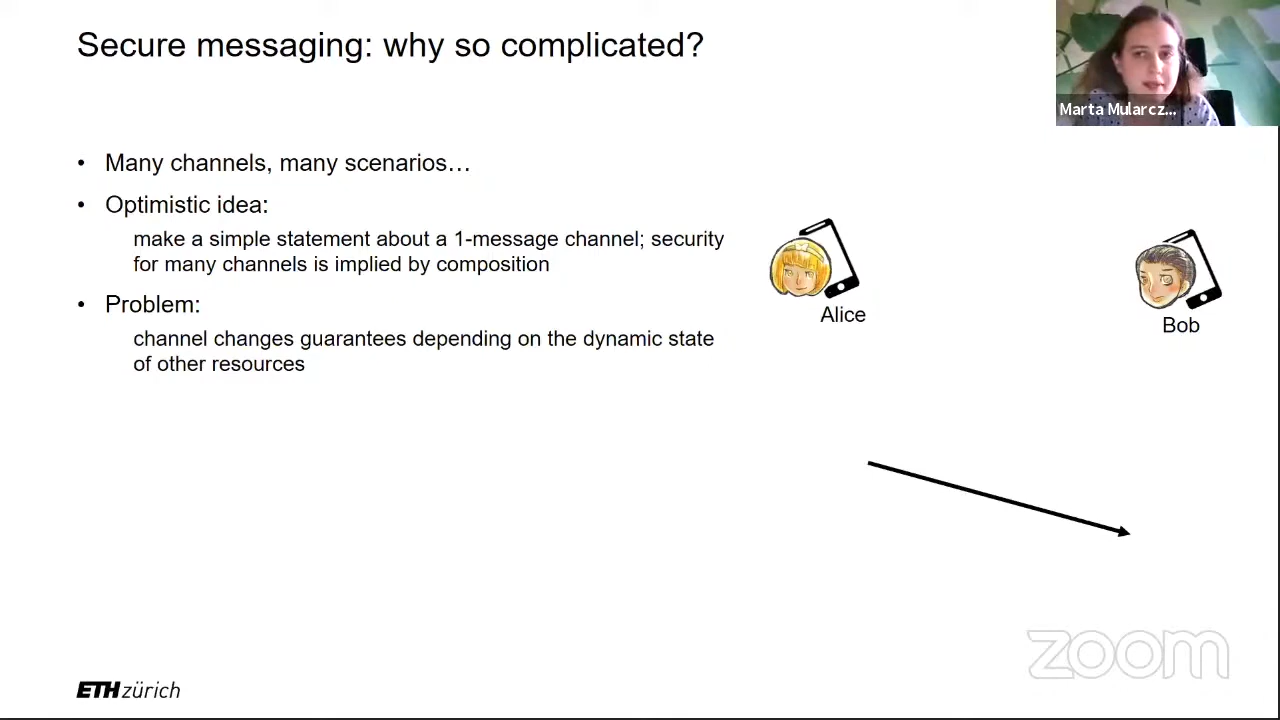 Secure messaging: why so complicated?
Marta Mularcz...
• Many channels, many scenarios…
• Optimistic idea:
make a simple statement about a 1-message channel; security
for many channels is implied by composition
• Problem:
channel changes guarantees depending on the dynamic state
of other resources
Alice
Bob
zoom
ETH zürich